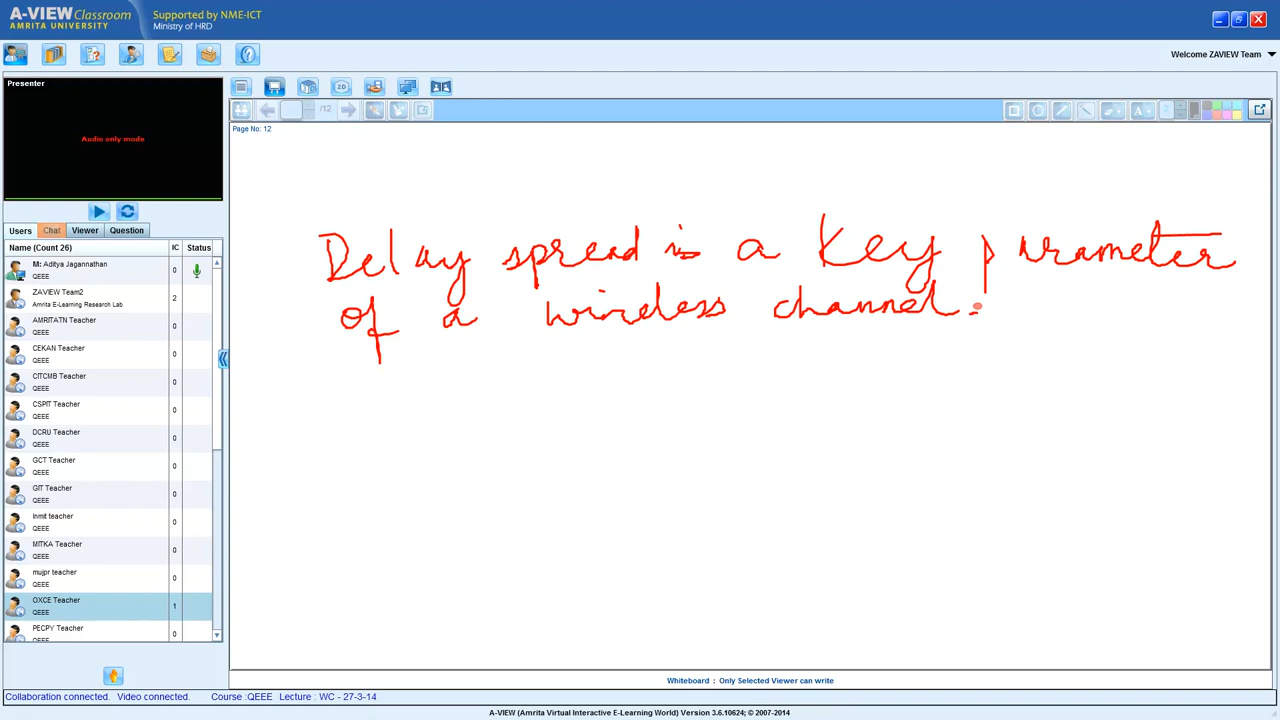 A-VIEW Classroom
AMRITA UNIVERSITY
Supported by NME-ICT
Ministry of HRD
Welcome ZAVIEW Team
Presenter
Audio only mode
/12
2D
A
2
Page No: 12
Users Chat Viewer Question
Name (Count 26) IC Status
M: Aditya Jagannathan 0
QEEE
ZAVIEW Team2 2
Amrita E-Learning Research Lab
AMRITATN Teacher 0
QEEE
CEKAN Teacher 0
QEEE
CITCMB Teacher 0
QEEE
CSPIT Teacher 0
QEEE
DCRU Teacher 0
QEEE
GCT Teacher 0
QEEE
GIT Teacher 0
QEEE
Inmit teacher 0
QEEE
MITKA Teacher 0
QEEE
mujpr teacher 0
QEEE
OXCE Teacher 1
QEEE
PECPY Teacher 0
QEEE
Delay spread is a key parameter
of a wireless channel.
Whiteboard : Only Selected Viewer can write
Collaboration connected. Video connected. Course :QEEE Lecture : WC - 27-3-14
A-VIEW (Amrita Virtual Interactive E-Learning World) Version 3.6.10624; © 2007-2014